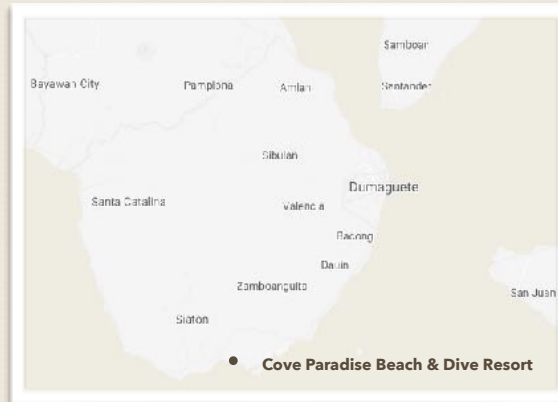 Samboan
Bayawan City
Pamplona
Amlan
Santander
Sibulan
Dumaguete
Santa Catalina
Valencia
Bacong
Dauin
Zamboanguita
San Juan
Siaton
Cove Paradise Beach & Dive Resort